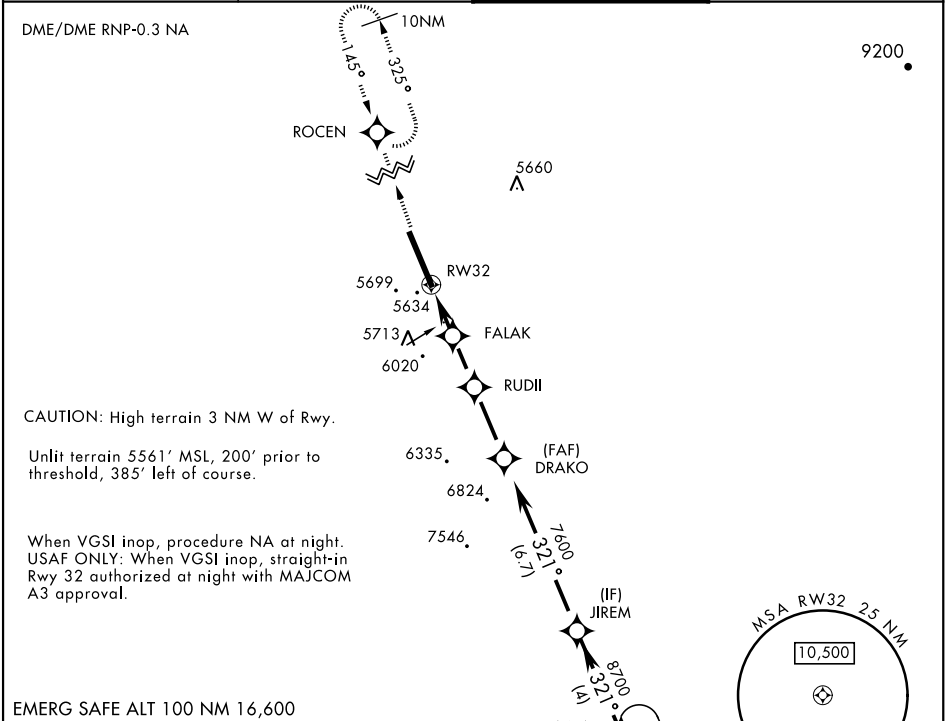 DME/DME RNP-0.3 NA
10NM
9200
145°
325°
ROCEN
5660
RW32
5699
5634
5713
FALAK
6020
RUDII
CAUTION: High terrain 3 NM W of Rwy.
Unlit terrain 5561' MSL, 200' prior to
threshold, 385' left of course.
6335
(FAF)
DRAKO
6824
When VGSI inop, procedure NA at night.
USAF ONLY: When VGSI inop, straight-in
Rwy 32 authorized at night with MAJCOM
A3 approval.
7546
7600
321°
(6.7)
(IF)
JIREM
MSA RW32 25 NM
10,500
8700
321°
(4)
EMERG SAFE ALT 100 NM 16,600